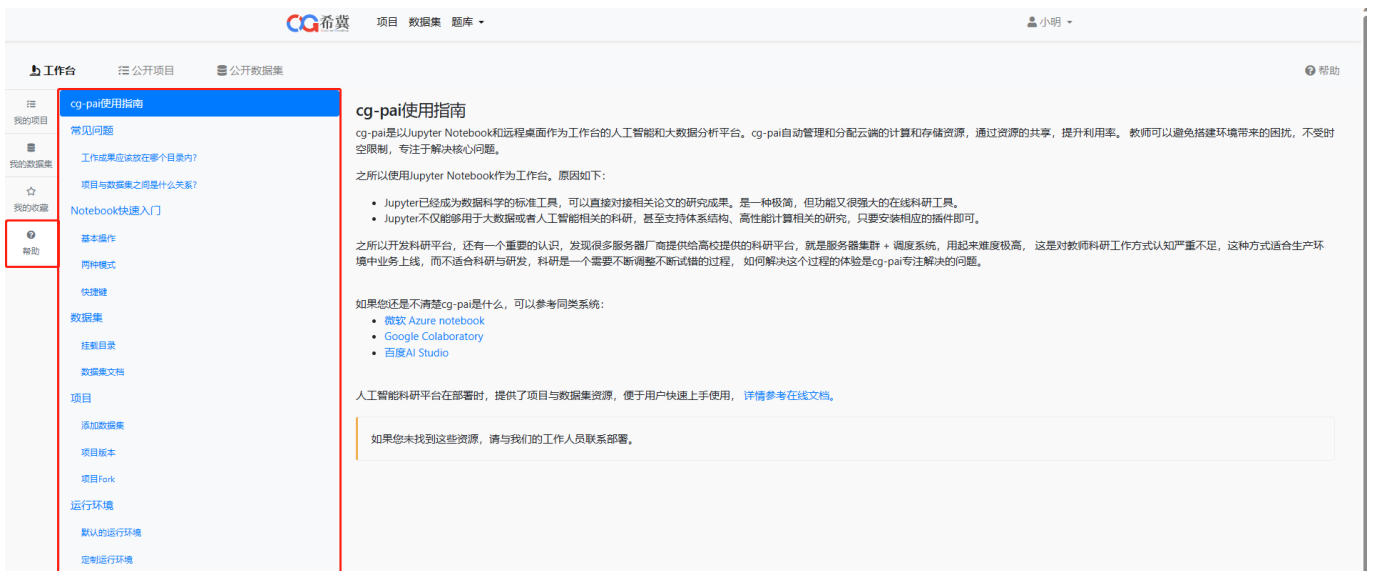 CG希冀 项目 数据集 题库 小明
工作台 公开项目 公开数据集 帮助
我的项目
我的数据集
我的收藏
帮助
cg-pai使用指南
常见问题
工作成果应该放在哪个目录内?
项目与数据集之间是什么关系?
Notebook快速入门
基本操作
两种模式
快捷键
数据集
挂载目录
数据集文档
项目
添加数据集
项目版本
项目Fork
运行环境
默认的运行环境
定制运行环境
cg-pai使用指南
cg-pai是以Jupyter Notebook和远程桌面作为工作台的人工智能和大数据分析平台。cg-pai自动管理和分配云端的计算和存储资源，通过资源的共享，提升利用率。 教师可以避免搭建环境带来的困扰，不受时
空限制，专注于解决核心问题。
之所以使用Jupyter Notebook作为工作台。原因如下：
• Jupyter已经成为数据科学的标准工具，可以直接对接相关论文的研究成果。是一种极简，但功能又很强大的在线科研工具。
• Jupyter不仅能够用于大数据或者人工智能相关的科研，甚至支持体系结构、高性能计算相关的研究，只要安装相应的插件即可。
之所以开发科研平台，还有一个重要的认识，发现很多服务器厂商提供给高校提供的科研平台，就是服务器集群 + 调度系统，用起来难度极高， 这是对教师科研工作方式认知严重不足，这种方式适合生产环
境中业务上线，而不适合科研与研发，科研是一个需要不断调整不断试错的过程， 如何解决这个过程的体验是cg-pai专注解决的问题。
如果您还是不清楚cg-pai是什么，可以参考同类系统：
• 微软 Azure notebook
• Google Colaboratory
• 百度AI Studio
人工智能科研平台在部署时，提供了项目与数据集资源，便于用户快速上手使用， 详情参考在线文档。
如果您未找到这些资源，请与我们的工作人员联系部署。